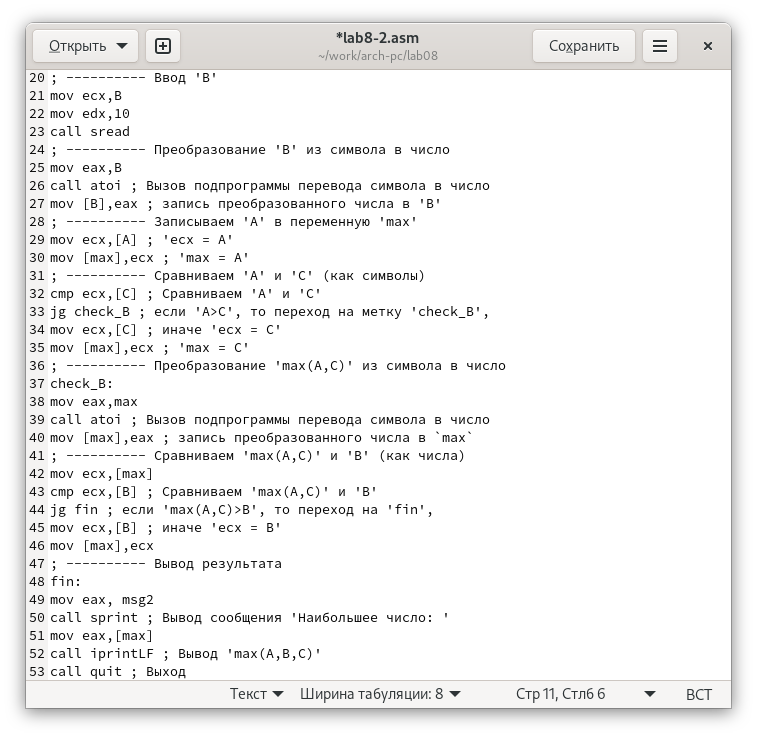 Открыть
*lab8-2.asm
~/work/arch-pc/lab08
Сохранить
20 ; ---------- Ввод 'B'
21 mov ecx,B
22 mov edx,10
23 call sread
24 ; ---------- Преобразование 'B' из символа в число
25 mov eax,B
26 call atoi ; Вызов подпрограммы перевода символа в число
27 mov [B],eax ; запись преобразованного числа в 'B'
28 ; ---------- Записываем 'A' в переменную 'max'
29 mov ecx,[A] ; 'ecx = A'
30 mov [max],ecx ; 'max = A'
31 ; ---------- Сравниваем 'A' и 'C' (как символы)
32 cmp ecx,[C] ; Сравниваем 'A' и 'C'
33 jg check_B ; если 'A>C', то переход на метку 'check_B',
34 mov ecx,[C] ; иначе 'ecx = C'
35 mov [max],ecx ; 'max = C'
36 ; ---------- Преобразование 'max(A,C)' из символа в число
37 check_B:
38 mov eax,max
39 call atoi ; Вызов подпрограммы перевода символа в число
40 mov [max],eax ; запись преобразованного числа в `max`
41 ; ---------- Сравниваем 'max(A,C)' и 'B' (как числа)
42 mov ecx,[max]
43 cmp ecx,[B] ; Сравниваем 'max(A,C)' и 'B'
44 jg fin ; если 'max(A,C)>B', то переход на 'fin',
45 mov ecx,[B] ; иначе 'ecx = B'
46 mov [max],ecx
47 ; ---------- Вывод результата
48 fin:
49 mov eax, msg2
50 call sprint ; Вывод сообщения 'Наибольшее число: '
51 mov eax,[max]
52 call iprintLF ; Вывод 'max(A,B,C)'
53 call quit ; Выход
Текст Ширина табуляции: 8 Стр 11, Стлб 6 ВСТ